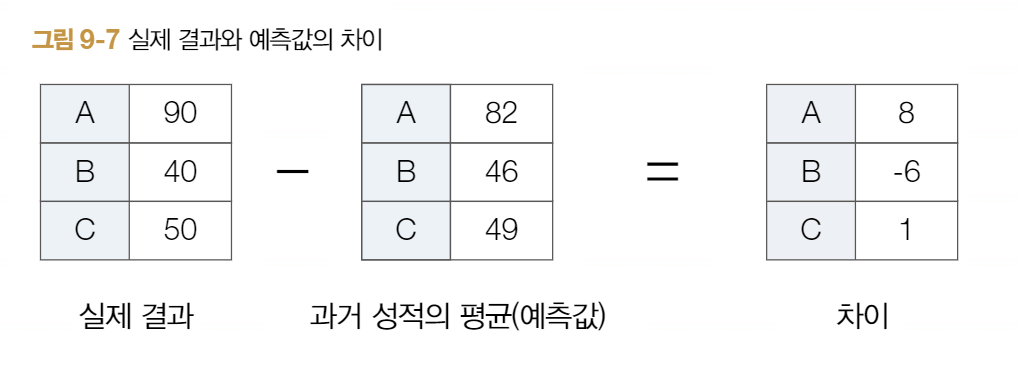 그림 9-7 실제 결과와 예측값의 차이
A 90 A 82 A 8
B 40 − B 46 = B -6
C 50 C 49 C 1
실제 결과 과거 성적의 평균(예측값) 차이